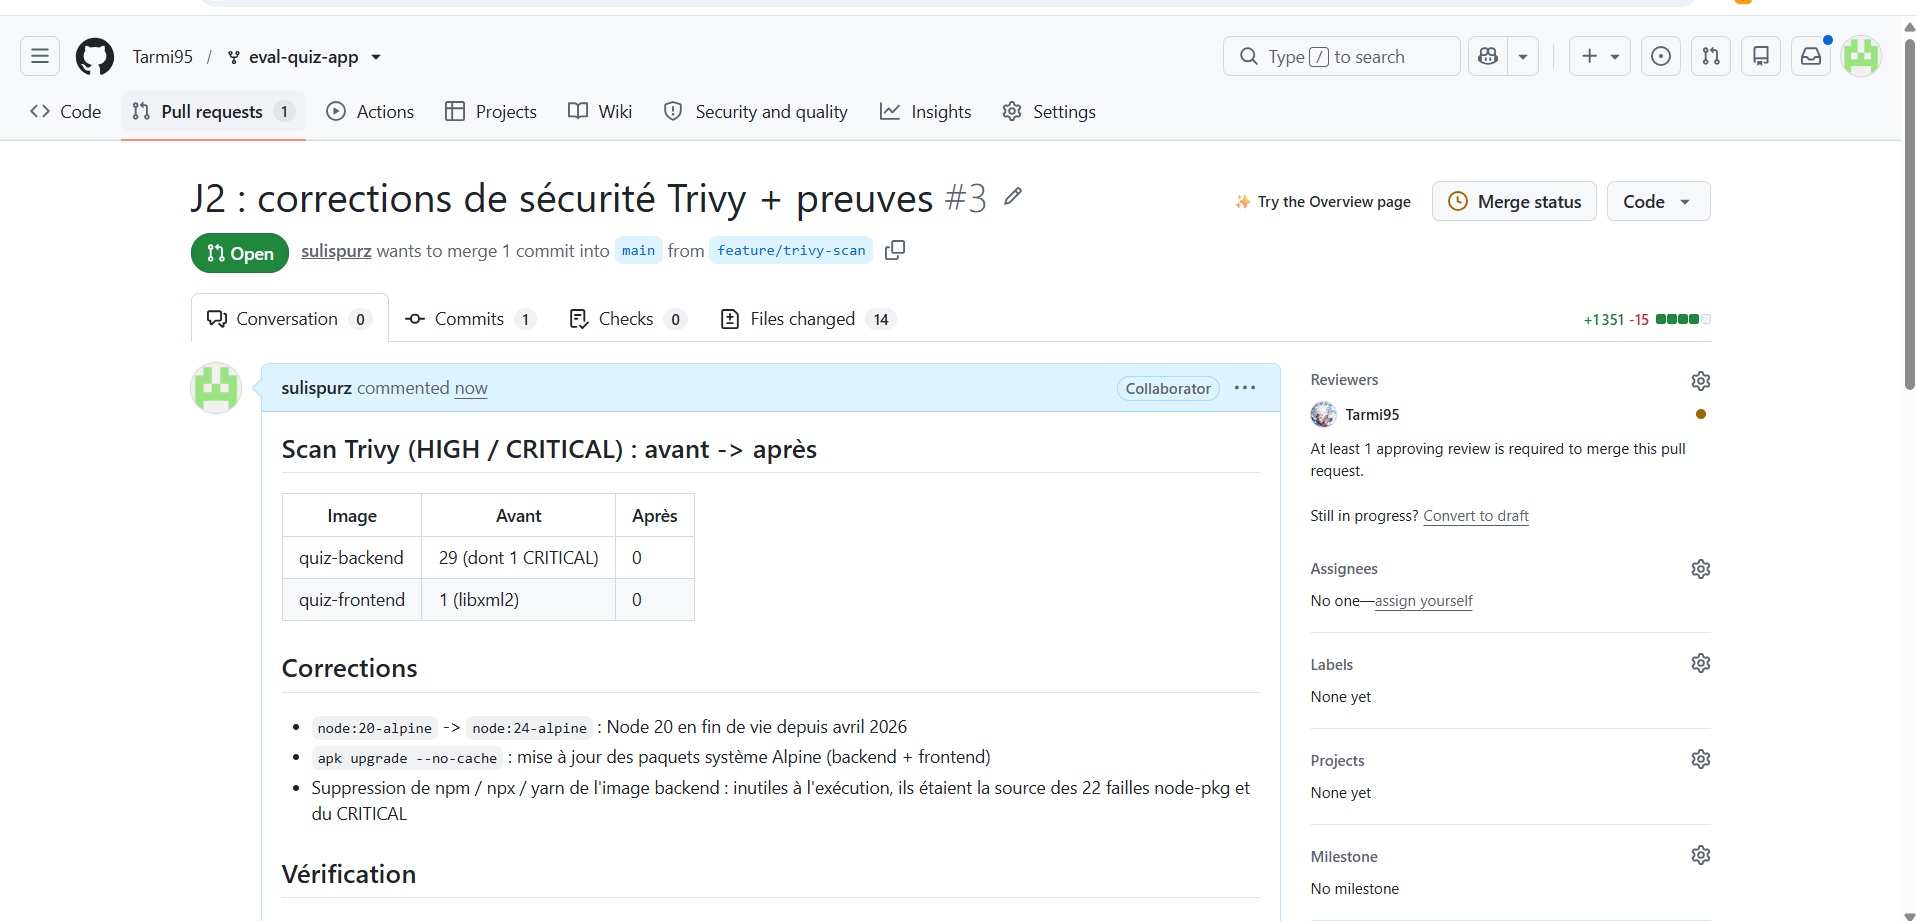 Tarmi95 / eval-quiz-app
Type / to search
Code
Pull requests 1
Actions
Projects
Wiki
Security and quality
Insights
Settings
J2 : corrections de sécurité Trivy + preuves #3
Try the Overview page
Merge status
Code
Open
sulispurz wants to merge 1 commit into main from feature/trivy-scan
Conversation 0
Commits 1
Checks 0
Files changed 14
+1 351 -15
sulispurz commented now
Collaborator
Scan Trivy (HIGH / CRITICAL) : avant -> après
Image Avant Après
quiz-backend 29 (dont 1 CRITICAL) 0
quiz-frontend 1 (libxml2) 0
Corrections
node:20-alpine -> node:24-alpine : Node 20 en fin de vie depuis avril 2026
apk upgrade --no-cache : mise à jour des paquets système Alpine (backend + frontend)
Suppression de npm / npx / yarn de l'image backend : inutiles à l'exécution, ils étaient la source des 22 failles node-pkg et
du CRITICAL
Vérification
Reviewers
Tarmi95
At least 1 approving review is required to merge this pull
request.
Still in progress? Convert to draft
Assignees
No one—assign yourself
Labels
None yet
Projects
None yet
Milestone
No milestone